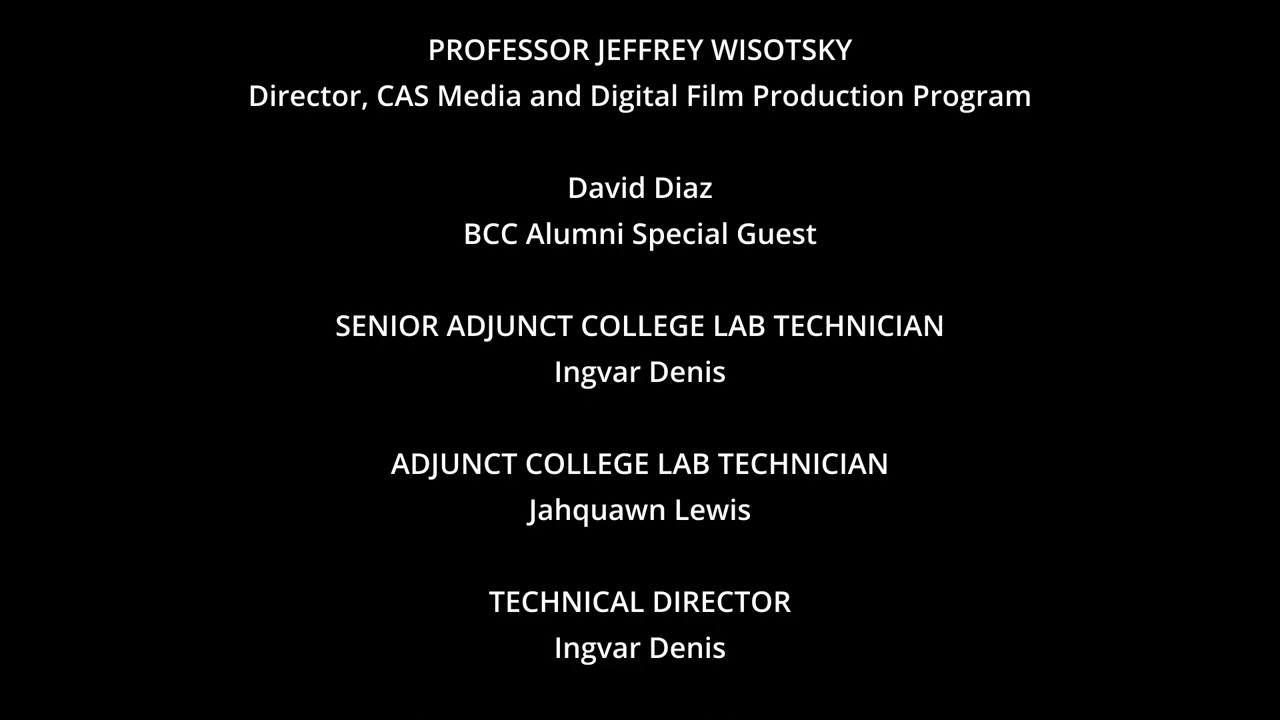 PROFESSOR JEFFREY WISOTSKY
Director, CAS Media and Digital Film Production Program
David Diaz
BCC Alumni Special Guest
SENIOR ADJUNCT COLLEGE LAB TECHNICIAN
Ingvar Denis
ADJUNCT COLLEGE LAB TECHNICIAN
Jahquawn Lewis
TECHNICAL DIRECTOR
Ingvar Denis